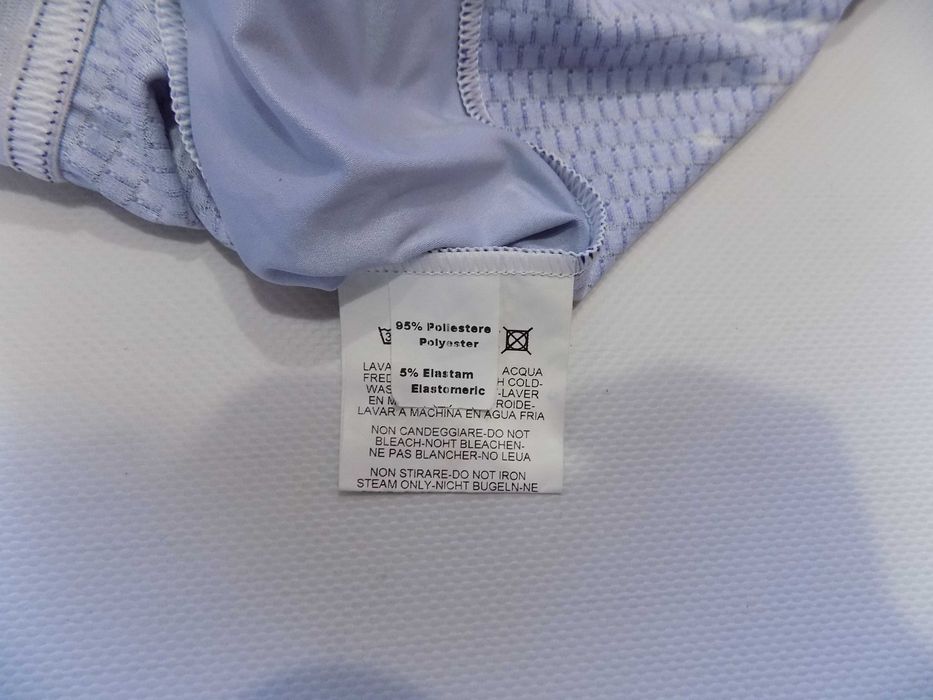 95% Poliestere
Polyester
5% Elastam
Elastomeric
LAVA ACQUA
FRED H COLD-
WAS -LAVER
EN M ROIDE-
LAVAR A MACHINA EN AGUA FRIA
NON CANDEGGIARE-DO NOT
BLEACH-NOHT BLEACHEN-
NE PAS BLANCHER-NO LEUA
NON STIRARE-DO NOT IRON
STEAM ONLY-NICHT BUGELN-NE